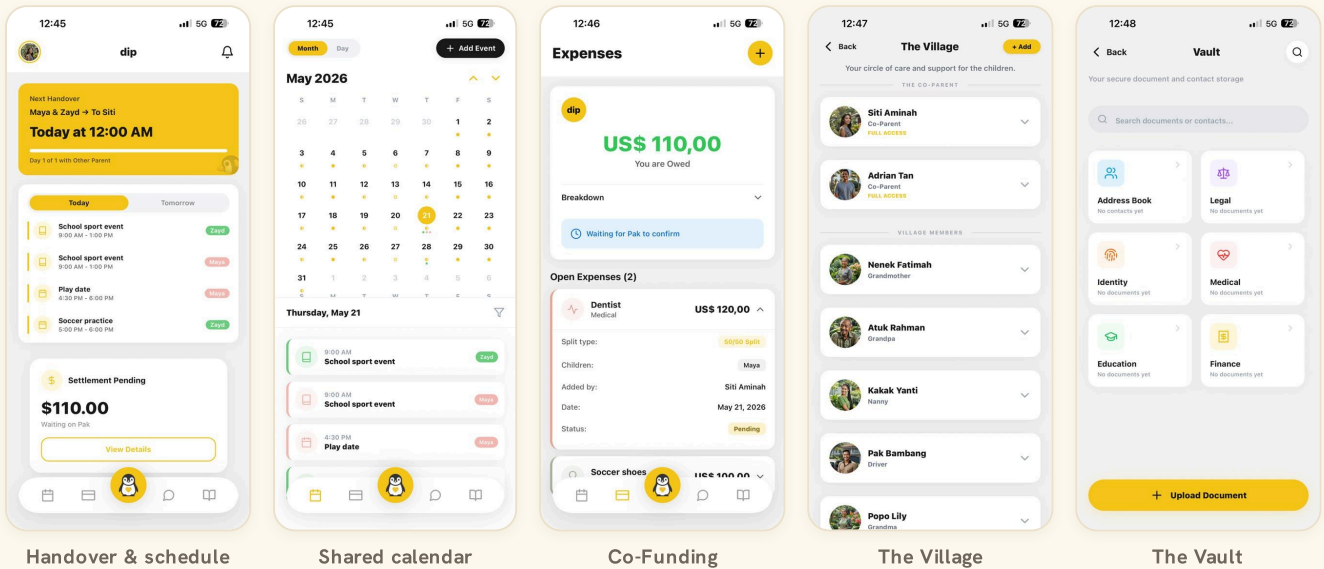 12:45
5G 72
dip
Next Handover
Maya & Zayd → To Siti
Today at 12:00 AM
Day 1 of 1 with Other Parent
Today Tomorrow
School sport event
9:00 AM - 1:00 PM
Zayd
School sport event
9:00 AM - 1:00 PM
Maya
Play date
4:30 PM - 6:00 PM
Maya
Soccer practice
5:00 PM - 6:00 PM
Zayd
$ Settlement Pending
$110.00
Waiting on Pak
View Details
Handover & schedule
12:45
5G 72
Month Day
+ Add Event
May 2026
S M T W T F S
26 27 28 29 30 1 2
3 4 5 6 7 8 9
10 11 12 13 14 15 16
17 18 19 20 21 22 23
24 25 26 27 28 29 30
31 1 2 3 4 5 6
S M T W T F S
Thursday, May 21
9:00 AM
School sport event
Zayd
9:00 AM
School sport event
Maya
4:30 PM
Play date
Maya
Shared calendar
12:46
5G 72
Expenses
+
dip
US$ 110,00
You are Owed
Breakdown
Waiting for Pak to confirm
Open Expenses (2)
Dentist
Medical
US$ 120,00
Split type: 50/50 Split
Children: Maya
Added by: Siti Aminah
Date: May 21, 2026
Status: Pending
Soccer shoes
US$ 100,00
Co-Funding
12:47
5G 72
Back
The Village
+ Add
Your circle of care and support for the children.
THE CO-PARENT
Siti Aminah
Co-Parent
FULL ACCESS
Adrian Tan
Co-Parent
FULL ACCESS
VILLAGE MEMBERS
Nenek Fatimah
Grandmother
Atuk Rahman
Grandpa
Kakak Yanti
Nanny
Pak Bambang
Driver
Popo Lily
Grandma
The Village
12:48
5G 72
Back
Vault
Your secure document and contact storage
Search documents or contacts...
Address Book
No contacts yet
Legal
No documents yet
Identity
No documents yet
Medical
No documents yet
Education
No documents yet
Finance
No documents yet
+ Upload Document
The Vault